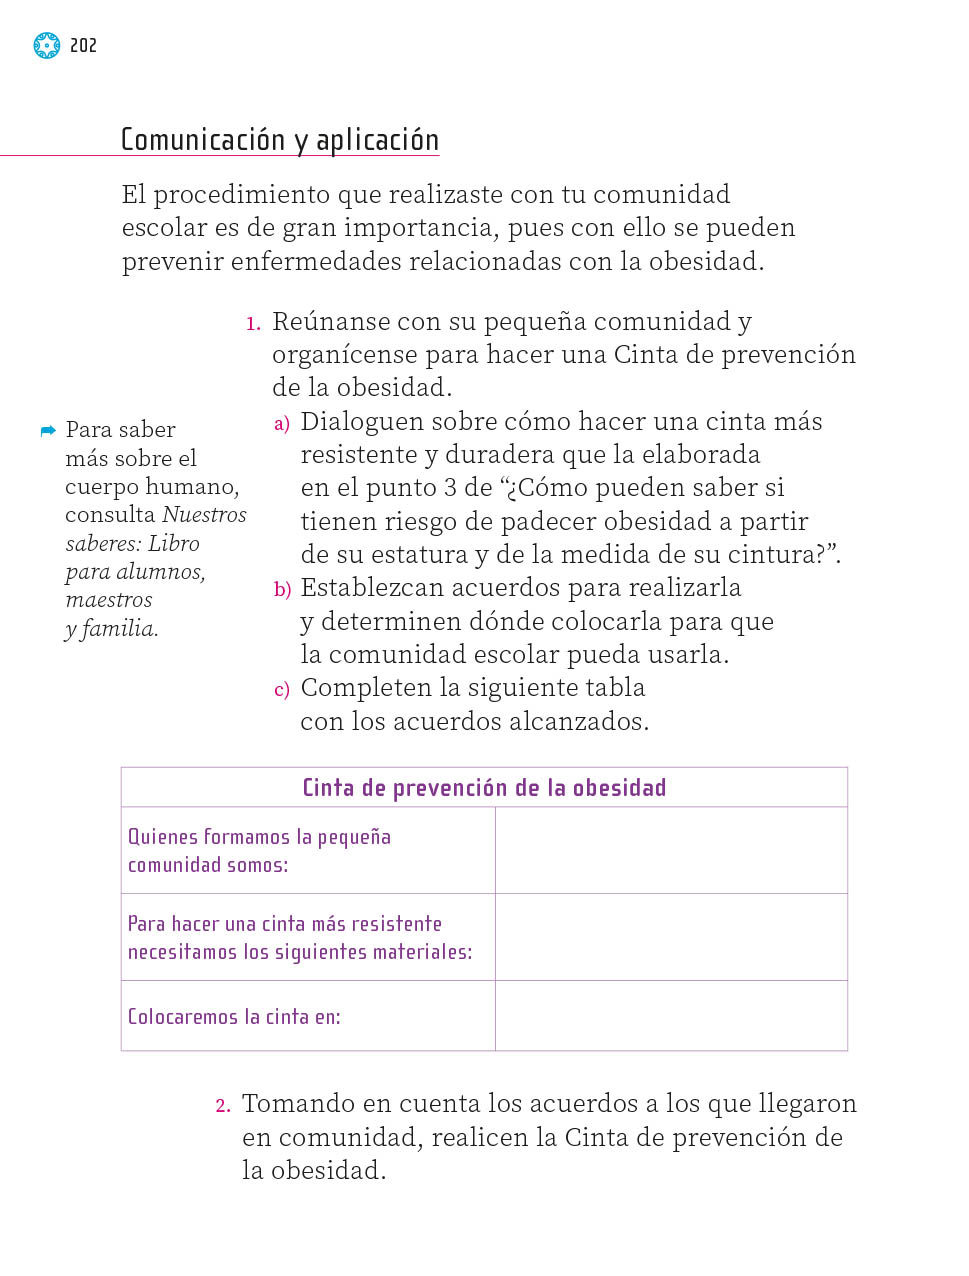 202
Comunicación y aplicación
El procedimiento que realizaste con tu comunidad
escolar es de gran importancia, pues con ello se pueden
prevenir enfermedades relacionadas con la obesidad.
1. Reúnanse con su pequeña comunidad y
organícense para hacer una Cinta de prevención
de la obesidad.
a) Dialoguen sobre cómo hacer una cinta más
resistente y duradera que la elaborada
en el punto 3 de “¿Cómo pueden saber si
tienen riesgo de padecer obesidad a partir
de su estatura y de la medida de su cintura?”.
b) Establezcan acuerdos para realizarla
y determinen dónde colocarla para que
la comunidad escolar pueda usarla.
c) Completen la siguiente tabla
con los acuerdos alcanzados.
Para saber
más sobre el
cuerpo humano,
consulta Nuestros
saberes: Libro
para alumnos,
maestros
y familia.
Cinta de prevención de la obesidad
Quienes formamos la pequeña
comunidad somos:
Para hacer una cinta más resistente
necesitamos los siguientes materiales:
Colocaremos la cinta en:
2. Tomando en cuenta los acuerdos a los que llegaron
en comunidad, realicen la Cinta de prevención de
la obesidad.